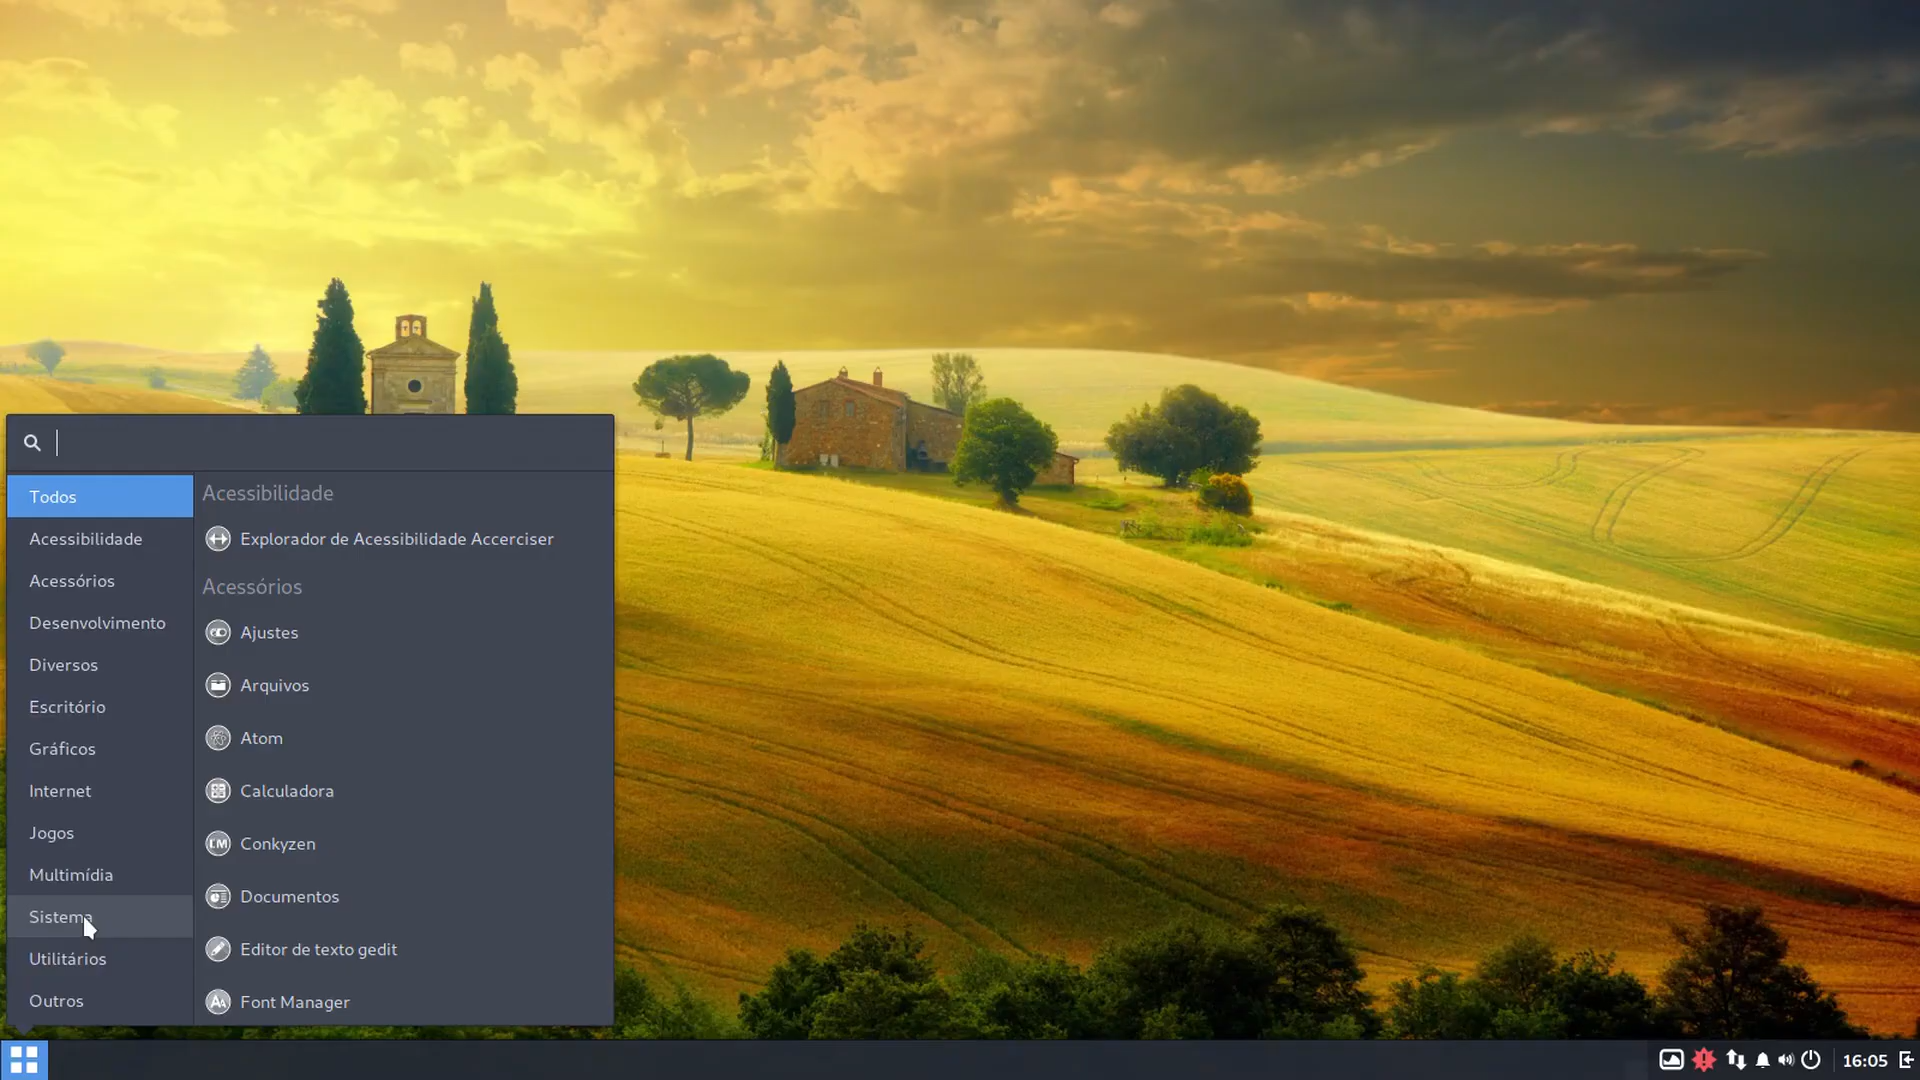 Todos
Acessibilidade
Acessórios
Desenvolvimento
Diversos
Escritório
Gráficos
Internet
Jogos
Multimídia
Sistema
Utilitários
Outros
Acessibilidade
Explorador de Acessibilidade Accerciser
Acessórios
Ajustes
Arquivos
Atom
Calculadora
Conkyzen
Documentos
Editor de texto gedit
Font Manager
16:05